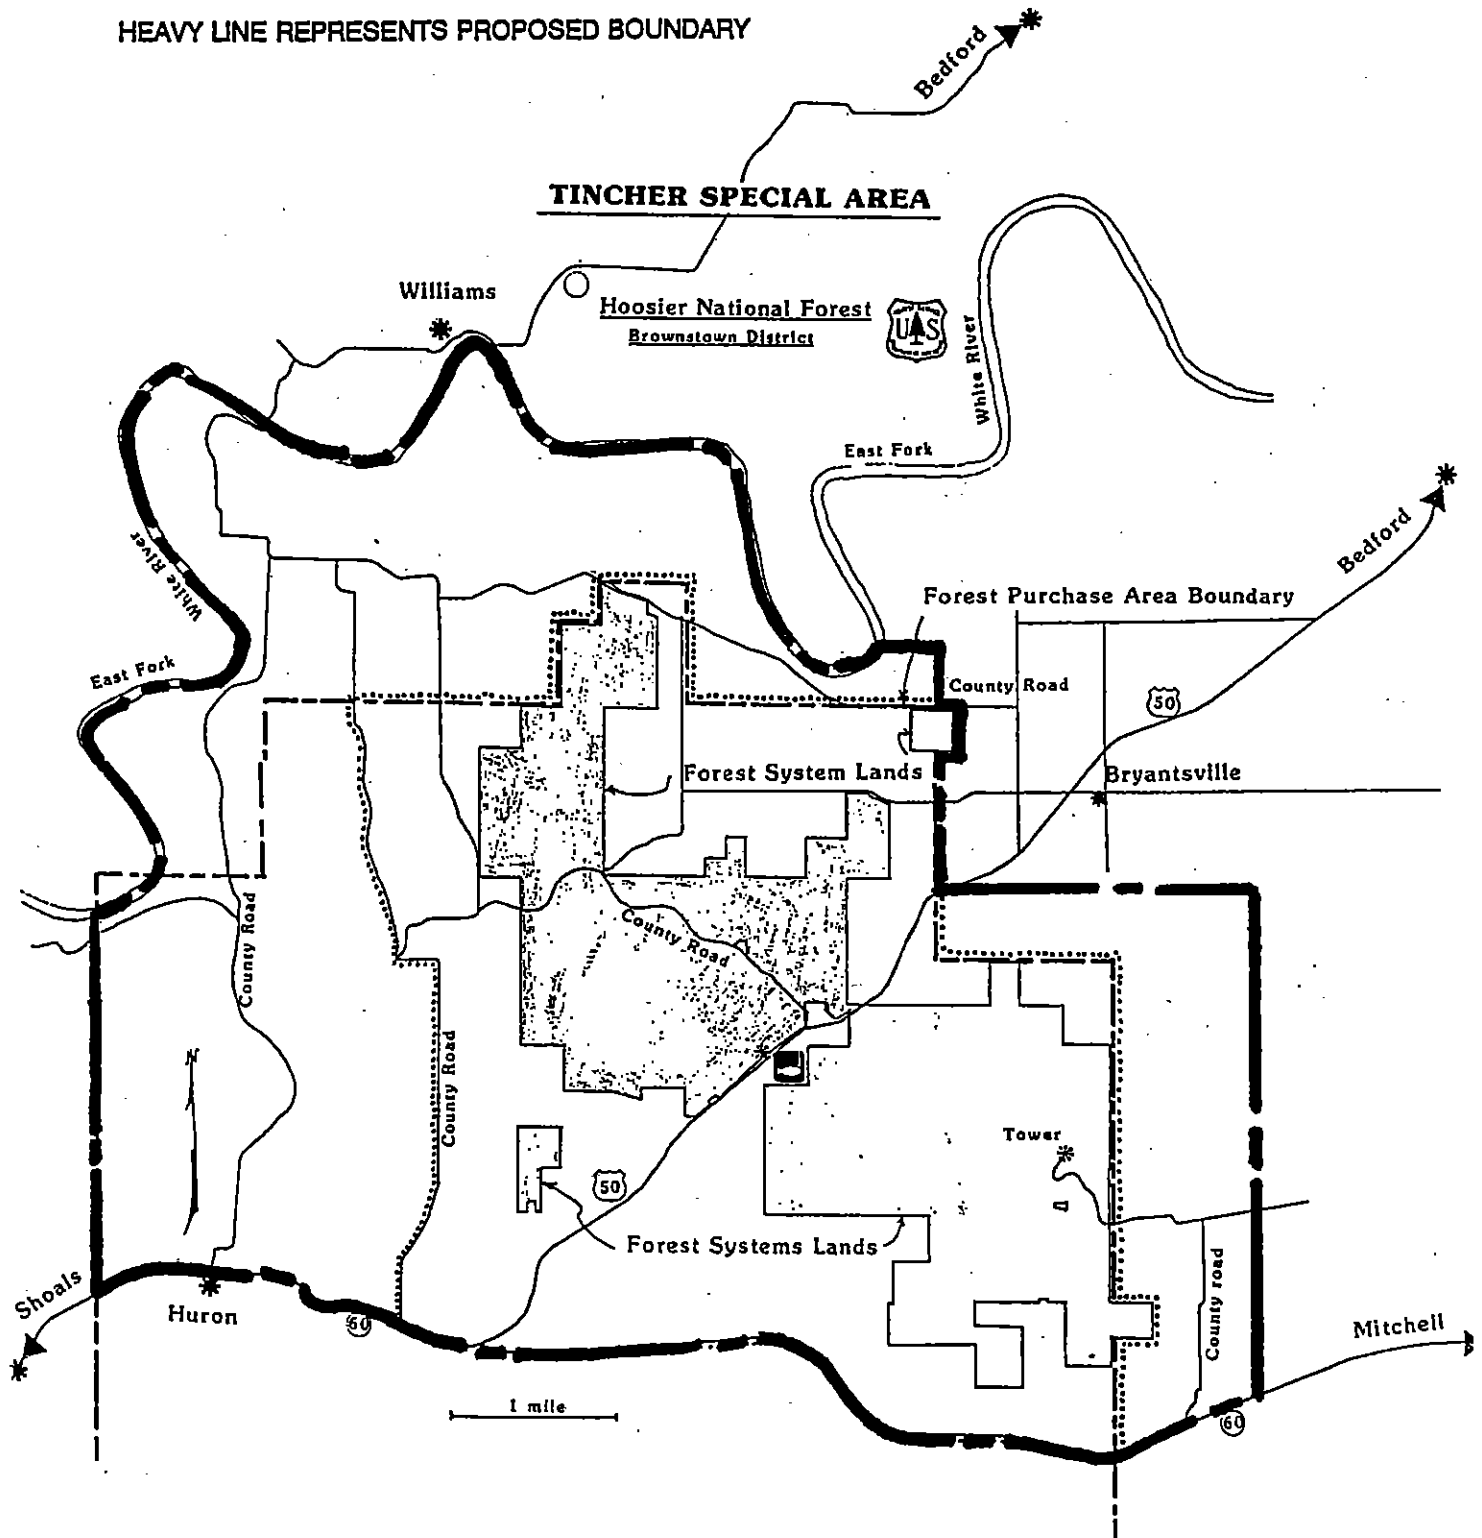 HEAVY LINE REPRESENTS PROPOSED BOUNDARY
Bedford
TINCHER SPECIAL AREA
Williams
Hoosier National Forest
Brownstown District
US
White River
East Fork
Bedford
White River
Forest Purchase Area Boundary
East Fork
County Road
50
Forest System Lands
Bryantsville
County Road
County Road
County Road
N
Tower
50
Forest Systems Lands
Shoals
Huron
60
County road
Mitchell
1 mile
60